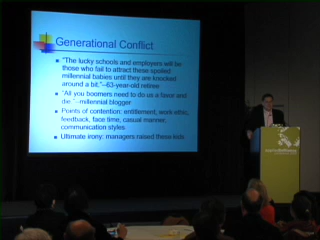 Generational Conflict
"The lucky schools and employers will be
those who fail to attract these spoiled
millennial babies until they are knocked
around a bit."--63-year-old retiree
"All you boomers need to do us a favor and
die."--millennial blogger
Points of contention: entitlement, work ethic,
feedback, face time, casual manner,
communication styles
Ultimate irony: managers raised these kids